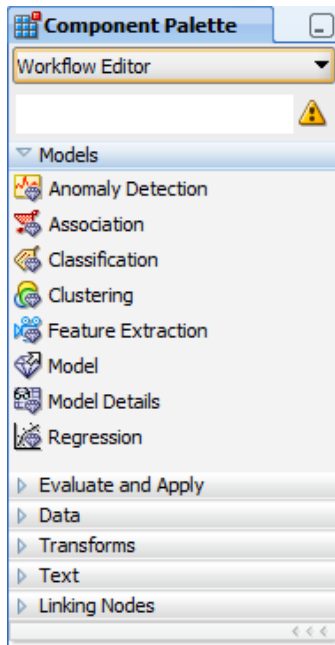 Component Palette
Workflow Editor
Models
Anomaly Detection
Association
Classification
Clustering
Feature Extraction
Model
Model Details
Regression
Evaluate and Apply
Data
Transforms
Text
Linking Nodes